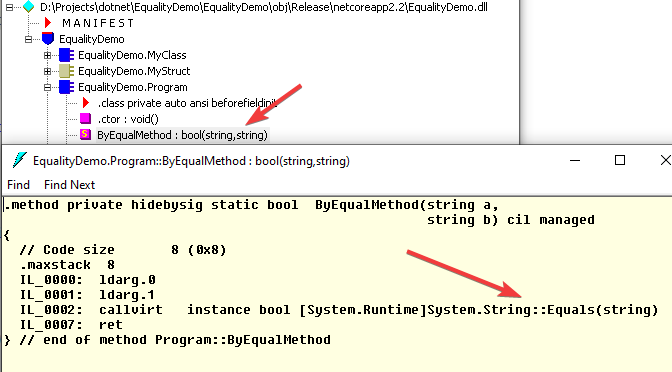 D:\Projects\dotnet\EqualityDemo\EqualityDemo\obj\Release\netcoreapp2.2\EqualityDemo.dll
M A N I F E S T
EqualityDemo
EqualityDemo.MyClass
EqualityDemo.MyStruct
EqualityDemo.Program
.class private auto ansi beforefieldinit
.ctor : void()
ByEqualMethod : bool(string,string)
EqualityDemo.Program::ByEqualMethod : bool(string,string)
Find Find Next
.method private hidebysig static bool  ByEqualMethod(string a,
string b) cil managed
{
// Code size       8 (0x8)
.maxstack  8
IL_0000:  ldarg.0
IL_0001:  ldarg.1
IL_0002:  callvirt   instance bool [System.Runtime]System.String::Equals(string)
IL_0007:  ret
} // end of method Program::ByEqualMethod